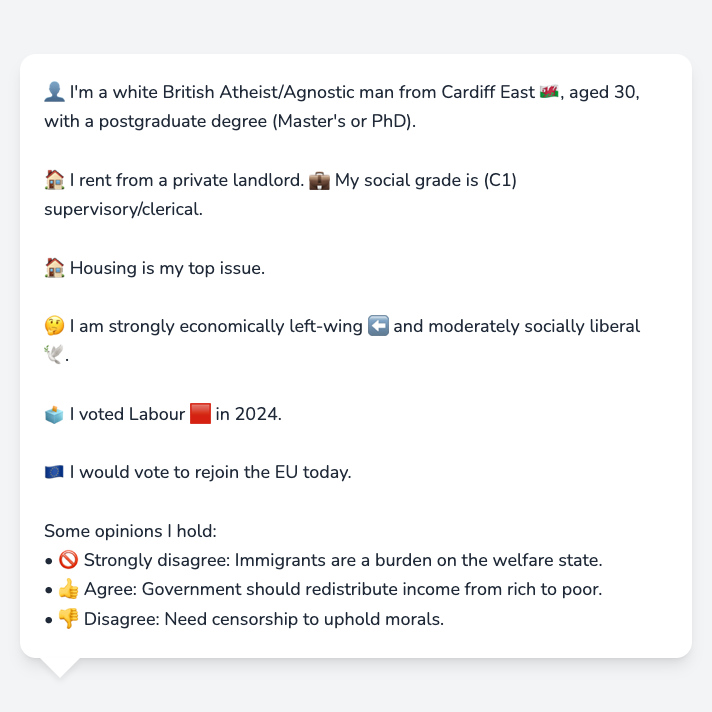 👤 I'm a white British Atheist/Agnostic man from Cardiff East 🏴󠁧󠁢󠁷󠁬󠁳󠁿, aged 30,
with a postgraduate degree (Master's or PhD).
🏠 I rent from a private landlord. 💼 My social grade is (C1)
supervisory/clerical.
🏠 Housing is my top issue.
🤔 I am strongly economically left-wing ⬅️ and moderately socially liberal
🕊️.
🗳️ I voted Labour 🟥 in 2024.
🇪🇺 I would vote to rejoin the EU today.
Some opinions I hold:
• 🚫 Strongly disagree: Immigrants are a burden on the welfare state.
• 👍 Agree: Government should redistribute income from rich to poor.
• 👎 Disagree: Need censorship to uphold morals.